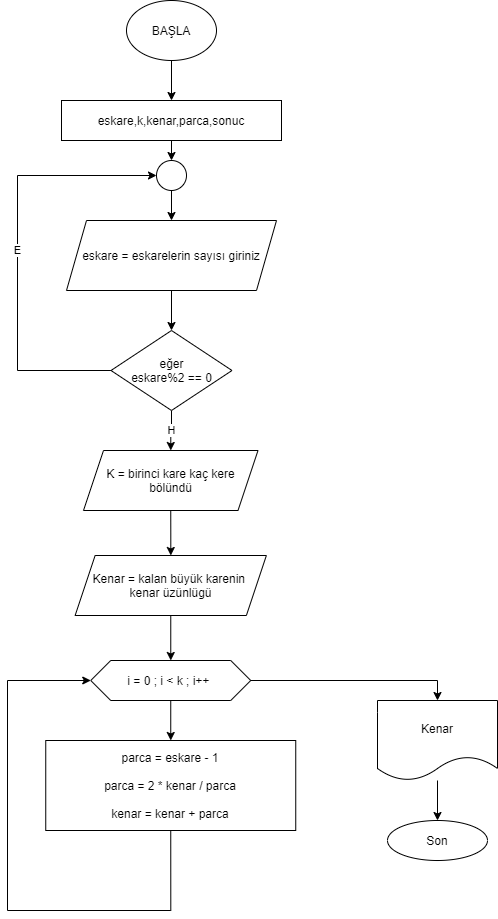 BAŞLA
eskare,k,kenar,parca,sonuc
E
eskare = eskarelerin sayısı giriniz
eğer
eskare%2 == 0
H
K = birinci kare kaç kere
bölündü
Kenar = kalan büyük karenin
kenar üzünlügü
i = 0 ; i < k ; i++
Kenar
parca = eskare - 1
parca = 2 * kenar / parca
kenar = kenar + parca
Son